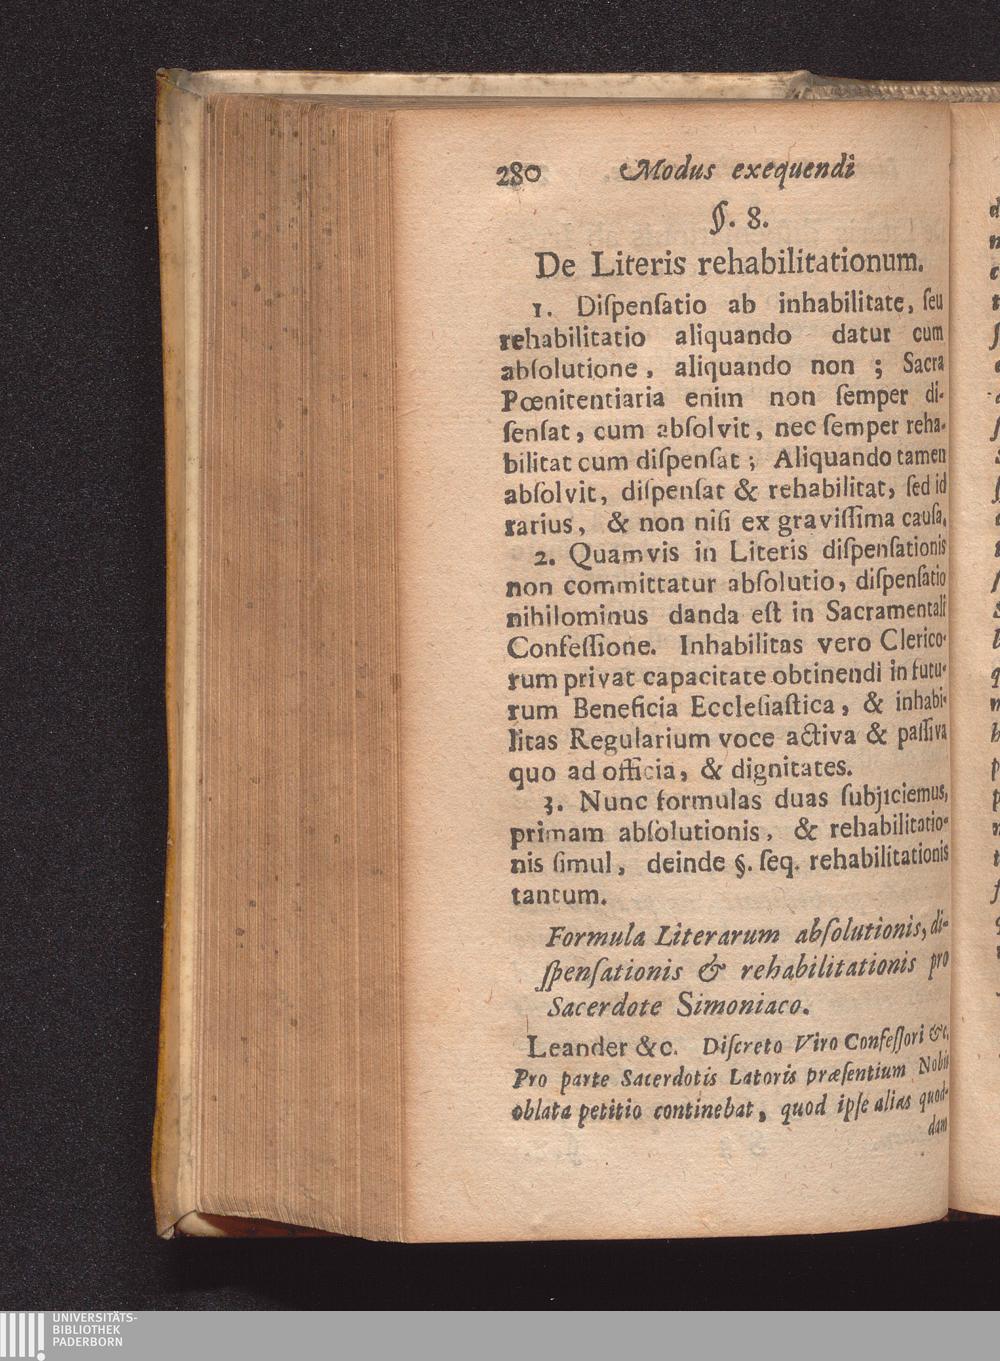 280 Modus exequendi
§. 8.
De Literis rehabilitationum.
1. Diſpenſatio ab inhabilitate, ſeu
rehabilitatio aliquando datur cum
abſolutione, aliquando non ; Sacra
Pœnitentiaria enim non ſemper di-
ſenſat, cum abſolvit, nec ſemper reha-
bilitat cum diſpenſat ; Aliquando tamen
abſolvit, diſpenſat & rehabilitat, ſed id
rarius, & non niſi ex graviſſima cauſa.
2. Quamvis in Literis diſpenſationis
non committatur abſolutio, diſpenſatio
nihilominus danda eſt in Sacramentali
Confeſſione. Inhabilitas vero Clerico-
rum privat capacitate obtinendi in futu-
rum Beneficia Eccleſiaſtica, & inhabi-
litas Regularium voce activa & paſſiva
quo ad officia, & dignitates.
3. Nunc formulas duas ſubjiciemus,
primam abſolutionis, & rehabilitatio-
nis ſimul, deinde §. ſeq. rehabilitationis
tantum.
Formula Literarum abſolutionis, di-
ſpenſationis & rehabilitationis pro
Sacerdote Simoniaco.
Leander &c. Diſcreto Viro Confeſſori &c.
Pro parte Sacerdotis Latoris præſentium Nobis
oblata petitio continebat, quod ipſe alias quod-
dam
UNIVERSITÄTS-
BIBLIOTHEK
PADERBORN